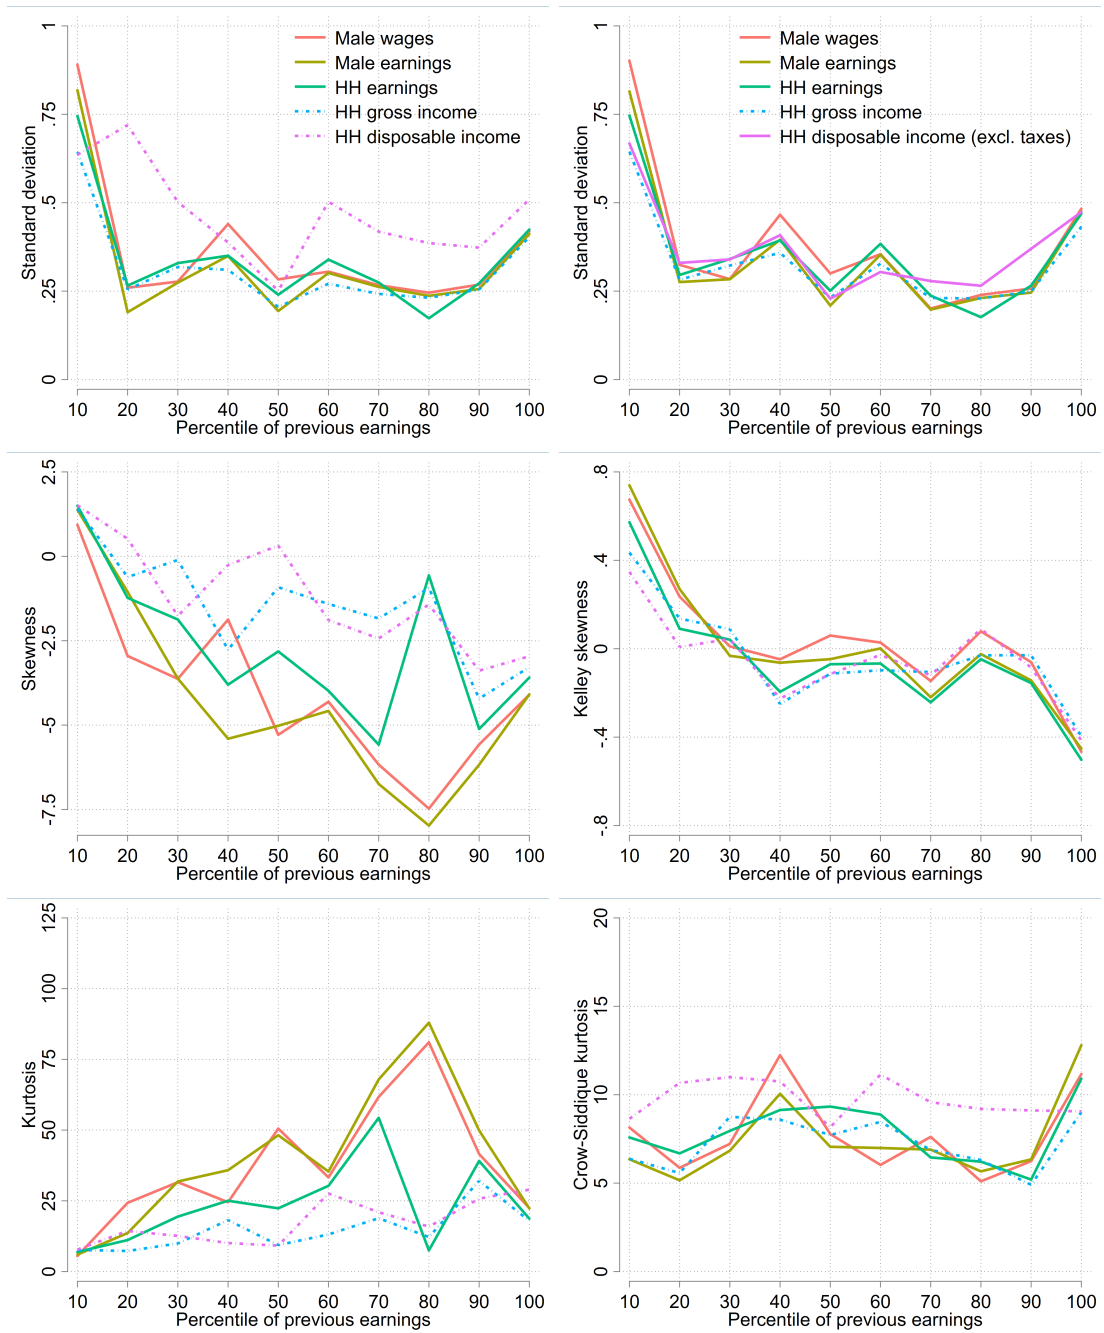 Standard deviation
1
.75
.5
.25
0
Male wages
Male earnings
HH earnings
HH gross income
HH disposable income
10 20 30 40 50 60 70 80 90 100
Percentile of previous earnings
Standard deviation
1
.75
.5
.25
0
Male wages
Male earnings
HH earnings
HH gross income
HH disposable income (excl. taxes)
10 20 30 40 50 60 70 80 90 100
Percentile of previous earnings
Skewness
2.5
0
-2.5
-5
-7.5
10 20 30 40 50 60 70 80 90 100
Percentile of previous earnings
Kelley skewness
.8
.4
0
-.4
-.8
10 20 30 40 50 60 70 80 90 100
Percentile of previous earnings
Kurtosis
125
100
75
50
25
0
10 20 30 40 50 60 70 80 90 100
Percentile of previous earnings
Crow-Siddique kurtosis
20
15
10
5
0
10 20 30 40 50 60 70 80 90 100
Percentile of previous earnings